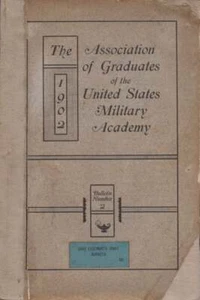 The
1902
Association
of Graduates
of the
United States
Military
Academy
Bulletin
Number
2